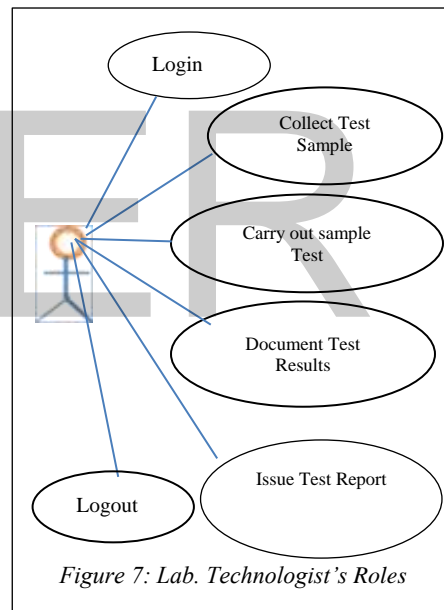 Login
Collect Test
Sample
Carry out sample
Test
Document Test
Results
Issue Test Report
Logout
Figure 7: Lab. Technologist's Roles
ER